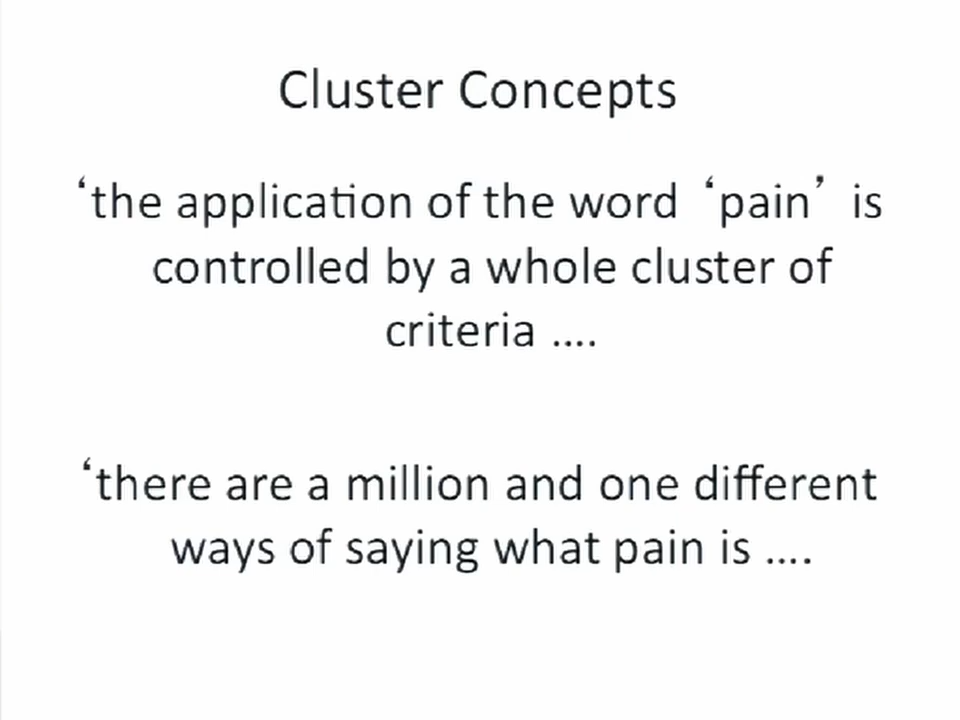 Cluster Concepts
‘the application of the word ‘pain’ is
controlled by a whole cluster of
criteria ....
‘there are a million and one different
ways of saying what pain is ....